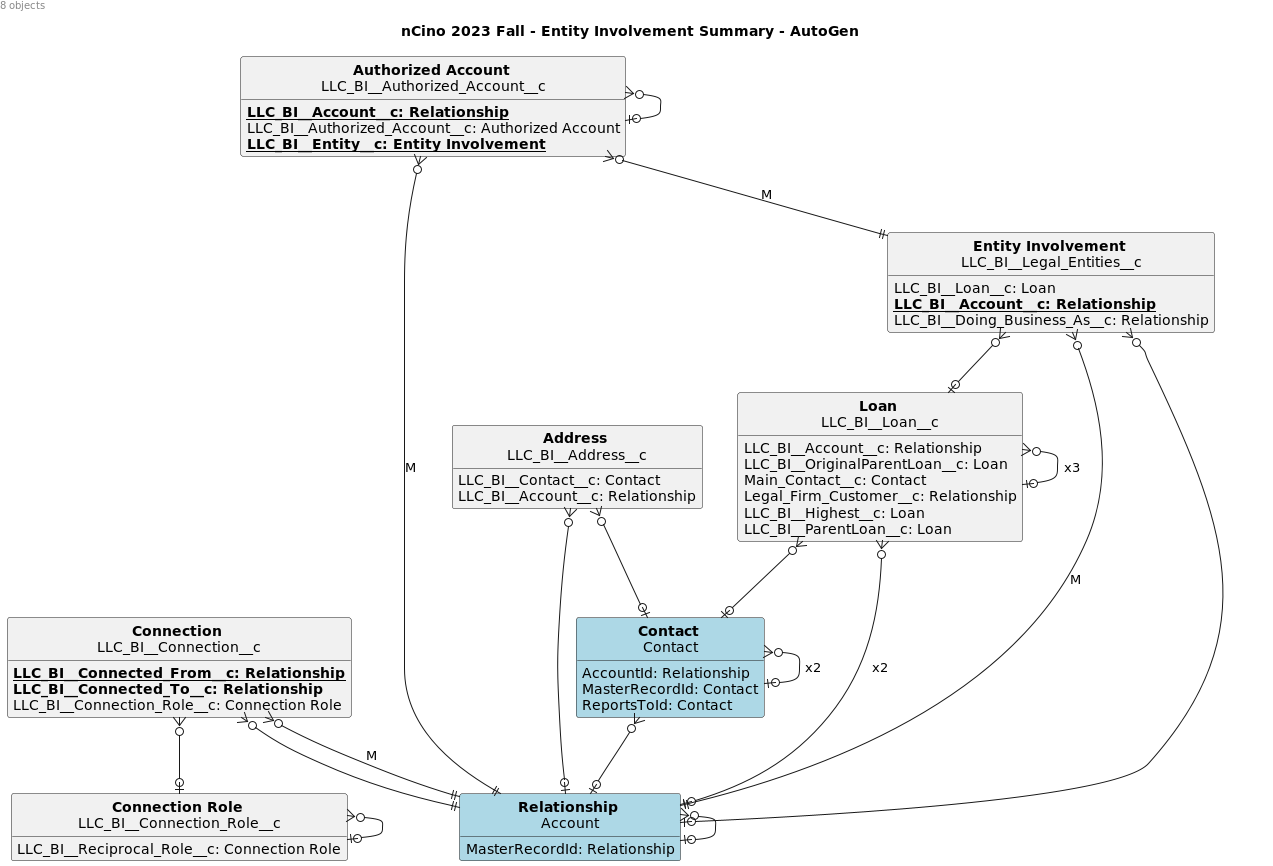 8 objects
nCino 2023 Fall - Entity Involvement Summary - AutoGen
Authorized Account
LLC_BI__Authorized_Account__c
LLC_BI__Account__c: Relationship
LLC_BI__Authorized_Account__c: Authorized Account
LLC_BI__Entity__c: Entity Involvement
M
Entity Involvement
LLC_BI__Legal_Entities__c
LLC_BI__Loan__c: Loan
LLC_BI__Account__c: Relationship
LLC_BI__Doing_Business_As__c: Relationship
Loan
LLC_BI__Loan__c
LLC_BI__Account__c: Relationship
LLC_BI__OriginalParentLoan__c: Loan
Main_Contact__c: Contact
Legal_Firm_Customer__c: Relationship
LLC_BI__Highest__c: Loan
LLC_BI__ParentLoan__c: Loan
x3
Address
LLC_BI__Address__c
LLC_BI__Contact__c: Contact
LLC_BI__Account__c: Relationship
M
M
Connection
LLC_BI__Connection__c
LLC_BI__Connected_From__c: Relationship
LLC_BI__Connected_To__c: Relationship
LLC_BI__Connection_Role__c: Connection Role
Contact
Contact
AccountId: Relationship
MasterRecordId: Contact
ReportsToId: Contact
x2
x2
M
Connection Role
LLC_BI__Connection_Role__c
LLC_BI__Reciprocal_Role__c: Connection Role
Relationship
Account
MasterRecordId: Relationship